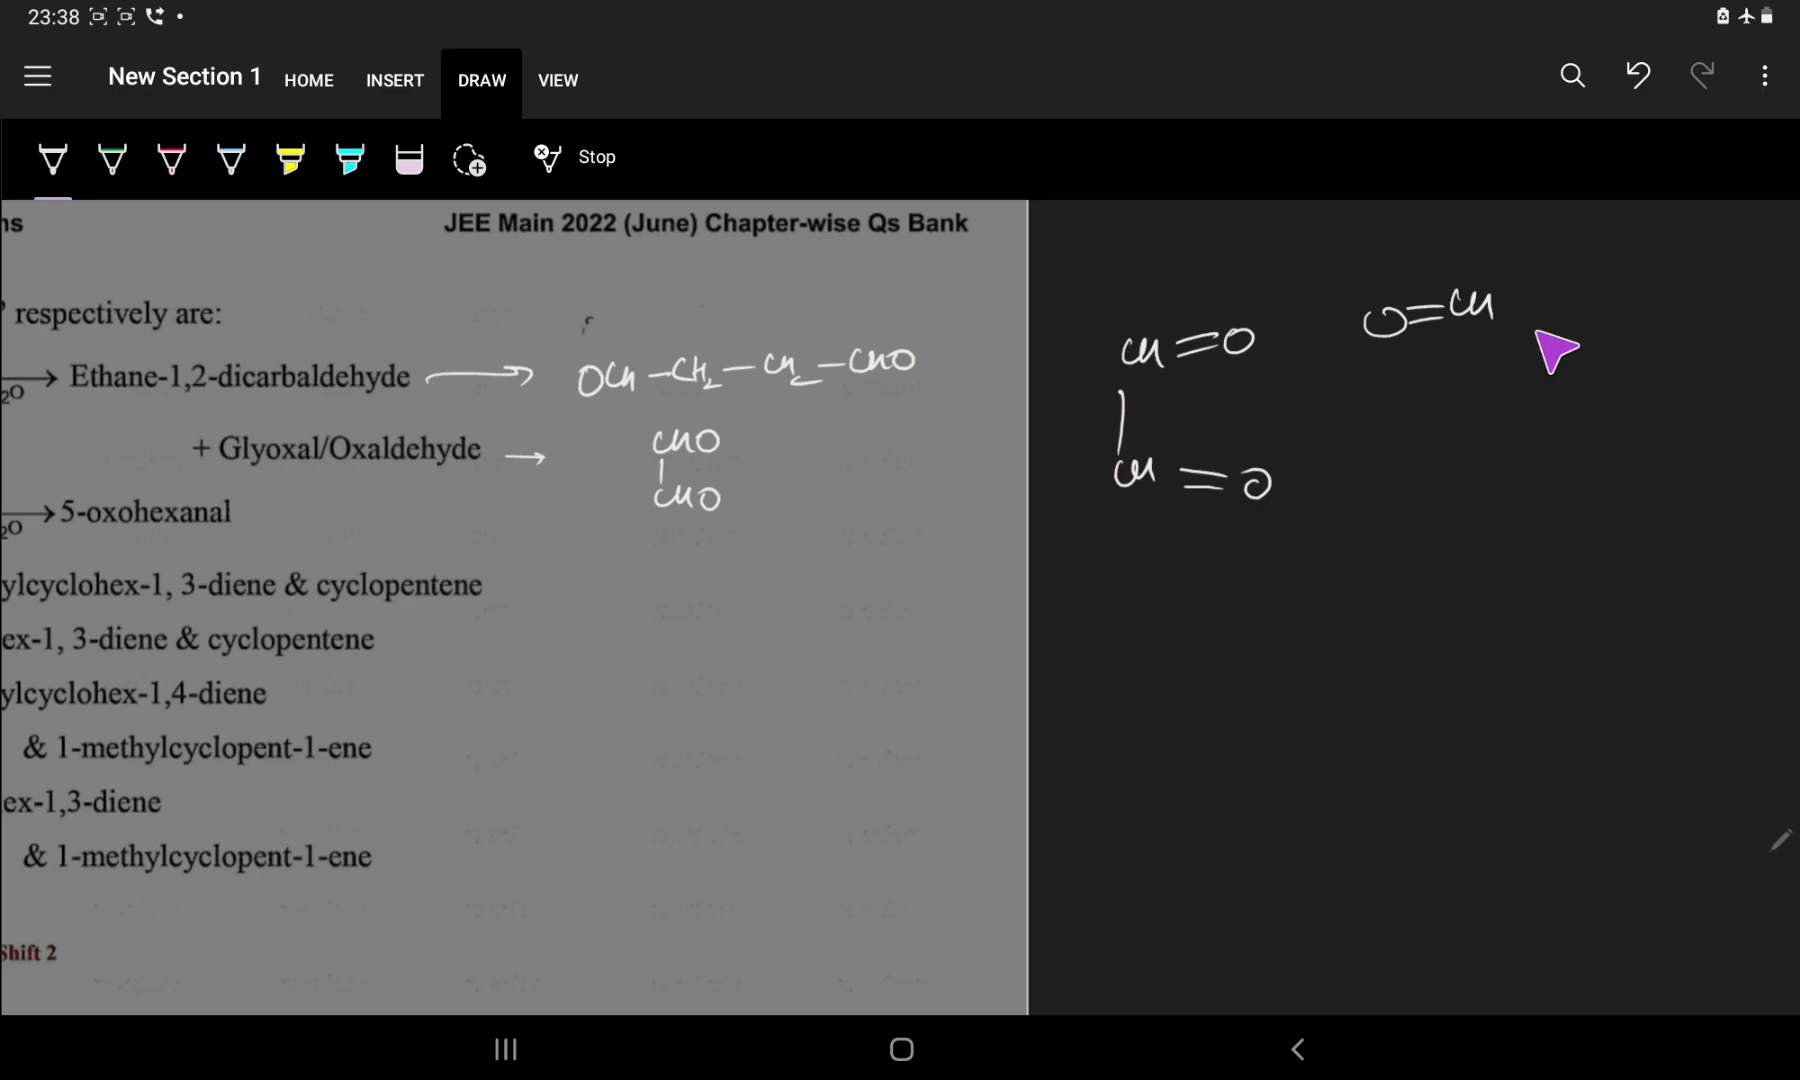 23:38
New Section 1 HOME INSERT DRAW VIEW
Stop
ns JEE Main 2022 (June) Chapter-wise Qs Bank
respectively are:
2O → Ethane-1,2-dicarbaldehyde → OCH-CH2-CH2-CHO
+ Glyoxal/Oxaldehyde → CHO
CHO
2O → 5-oxohexanal
ylcyclohex-1, 3-diene & cyclopentene
ex-1, 3-diene & cyclopentene
ylcyclohex-1,4-diene
& 1-methylcyclopent-1-ene
ex-1,3-diene
& 1-methylcyclopent-1-ene
Shift 2
CH=O O=CH
CH=O